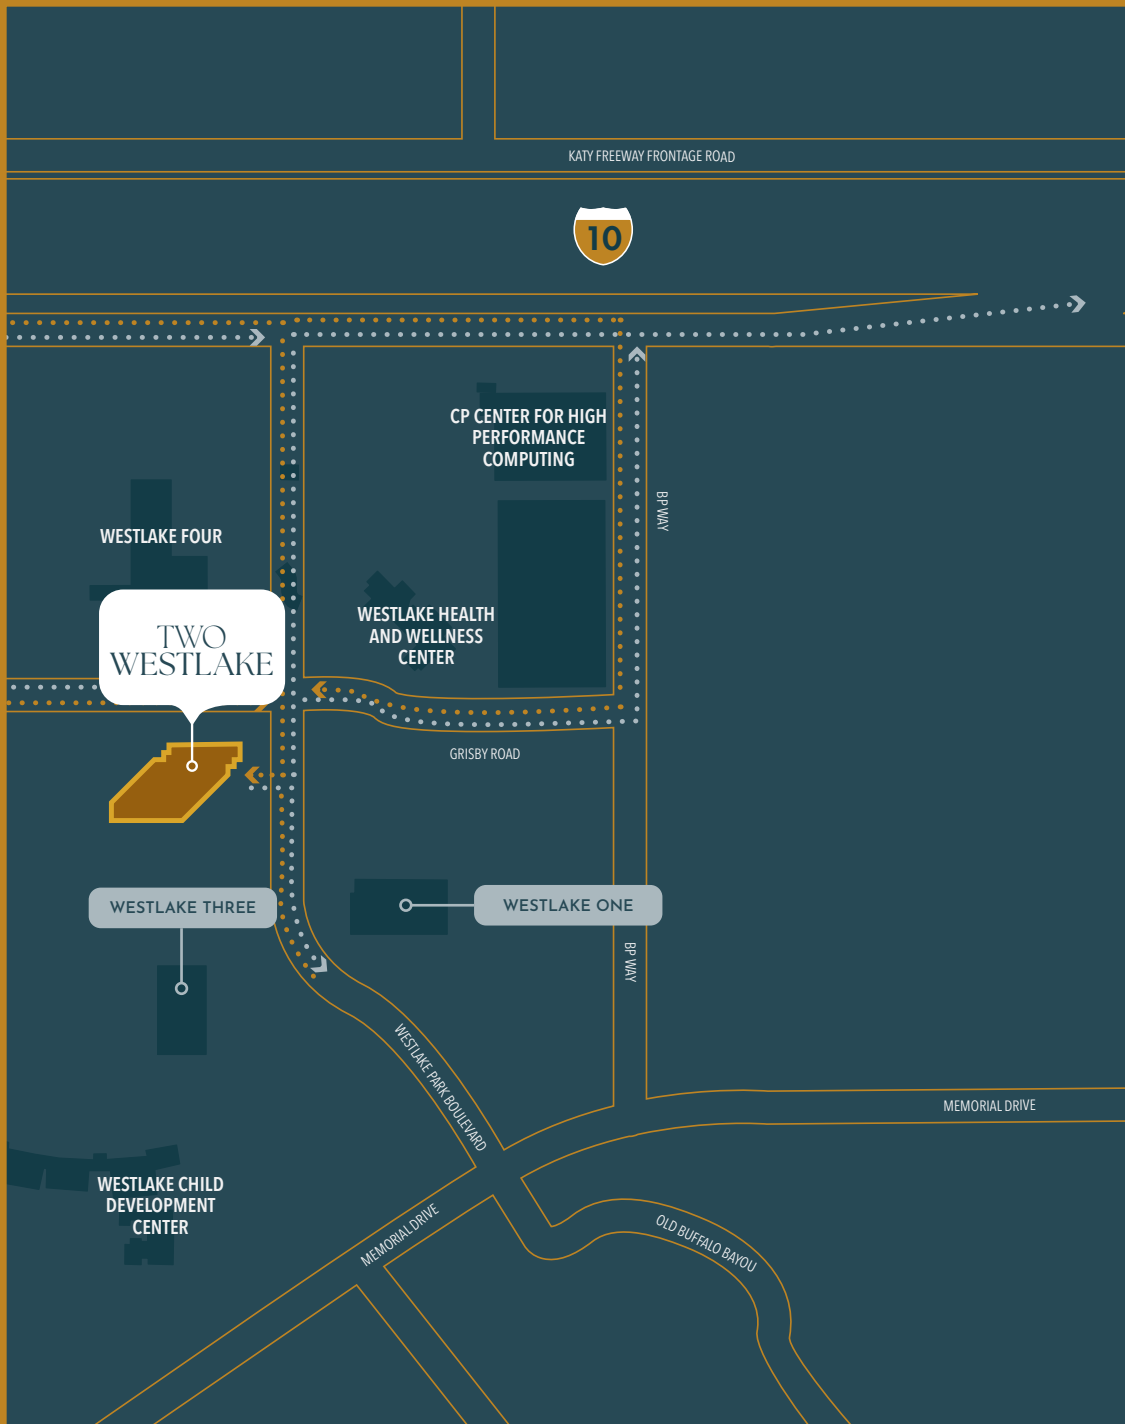 KATY FREEWAY FRONTAGE ROAD
10
CP CENTER FOR HIGH
PERFORMANCE
COMPUTING
BP WAY
WESTLAKE FOUR
WESTLAKE HEALTH
AND WELLNESS
CENTER
TWO
WESTLAKE
GRISBY ROAD
WESTLAKE THREE
WESTLAKE ONE
BP WAY
WESTLAKE PARK BOULEVARD
MEMORIAL DRIVE
WESTLAKE CHILD
DEVELOPMENT
CENTER
MEMORIAL DRIVE
OLD BUFFALO BAYOU